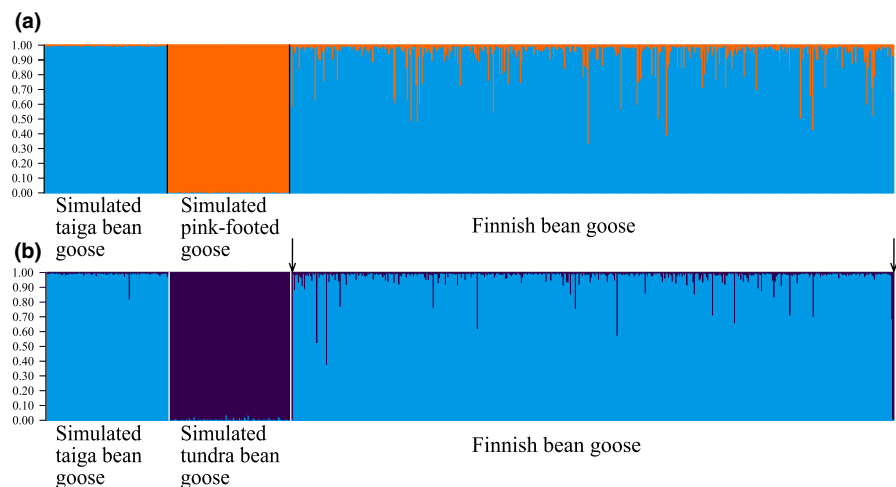 (a)
1.00
0.90
0.80
0.70
0.60
0.50
0.40
0.30
0.20
0.10
0.00
Simulated
taiga bean
goose
Simulated
pink-footed
goose
Finnish bean goose
(b)
1.00
0.90
0.80
0.70
0.60
0.50
0.40
0.30
0.20
0.10
0.00
Simulated
taiga bean
goose
Simulated
tundra bean
goose
Finnish bean goose